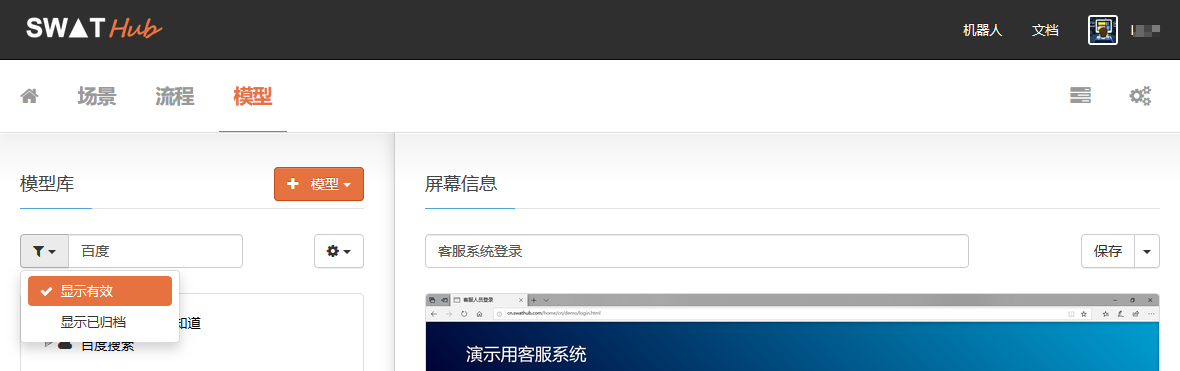 SWAT Hub
机器人 文档
场景 流程 模型
模型库 模型 屏幕信息
百度 客服系统登录 保存
显示有效
显示已归档 知道
百度搜索
客服人员登录
cn.swathub.com/home/cn/demo/login.html
演示用客服系统